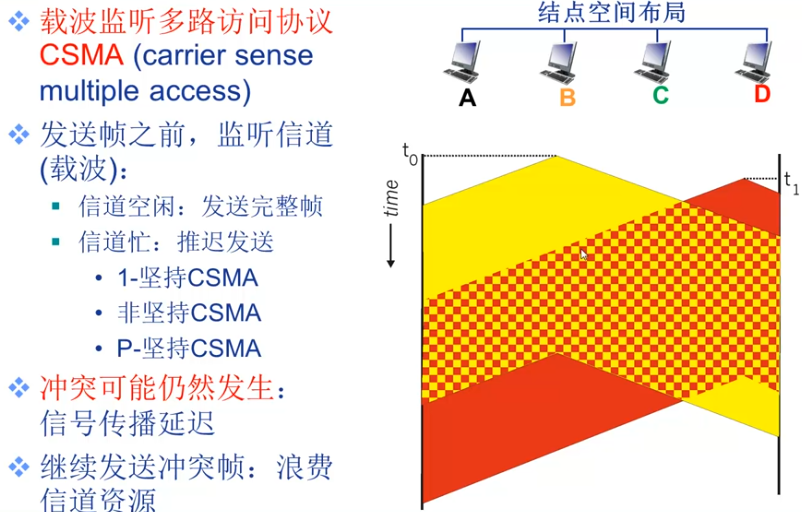 载波监听多路访问协议
CSMA (carrier sense
multiple access)
发送帧之前，监听信道
(载波)：
信道空闲：发送完整帧
信道忙：推迟发送
1-坚持CSMA
非坚持CSMA
P-坚持CSMA
冲突可能仍然发生：
信号传播延迟
继续发送冲突帧：浪费
信道资源
结点空间布局
A
B
C
D
t0
t1
time